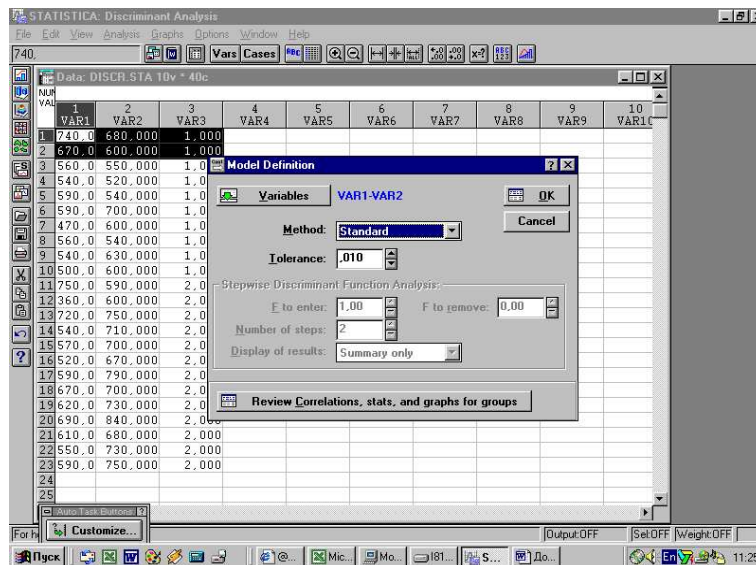 STATISTICA: Discriminant Analysis
File Edit View Analysis Graphs Options Window Help
740, Vars Cases
Data: DISCR.STA 10v * 40c
NUM
VAL 1 2 3 4 5 6 7 8 9 10
VAR1 VAR2 VAR3 VAR4 VAR5 VAR6 VAR7 VAR8 VAR9 VAR10
1 740,0 680,000 1,000
2 670,0 600,000 1,000
3 560,0 550,000 1,0
4 540,0 520,000 1,0
5 590,0 540,000 1,0
6 590,0 700,000 1,0
7 470,0 600,000 1,0
8 560,0 540,000 1,0
9 540,0 630,000 1,0
10 500,0 600,000 1,0
11 750,0 590,000 2,0
12 360,0 600,000 2,0
13 720,0 750,000 2,0
14 540,0 710,000 2,0
15 570,0 700,000 2,0
16 520,0 670,000 2,0
17 590,0 790,000 2,0
18 670,0 700,000 2,0
19 620,0 730,000 2,0
20 690,0 840,000 2,000
21 610,0 680,000 2,000
22 550,0 730,000 2,000
23 590,0 750,000 2,000
24
25
Model Definition
Variables VAR1-VAR2 OK
Cancel
Method: Standard
Tolerance: ,010
Stepwise Discriminant Function Analysis:
F to enter: 1,00 F to remove: 0,00
Number of steps: 2
Display of results: Summary only
Review Correlations, stats, and graphs for groups
Auto Task Buttons
Customize...
For h Output:OFF Sel:OFF Weight:OFF
Пуск @... Mic... Mo... I81... S... До... En 11:25